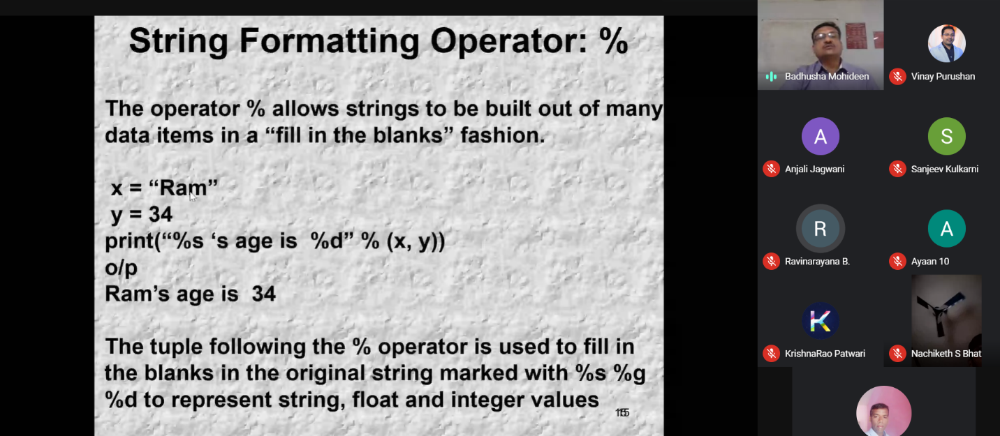 String Formatting Operator: %
The operator % allows strings to be built out of many
data items in a “fill in the blanks” fashion.
x = “Ram”
y = 34
print(“%s ‘s age is  %d” % (x, y))
o/p
Ram’s age is  34
The tuple following the % operator is used to fill in
the blanks in the original string marked with %s %g
%d to represent string, float and integer values
Badhusha Mohideen
Vinay Purushan
A
Anjali Jagwani
S
Sanjeev Kulkarni
R
Ravinarayana B.
A
Ayaan 10
K
KrishnaRao Patwari
Nachiketh S Bhat